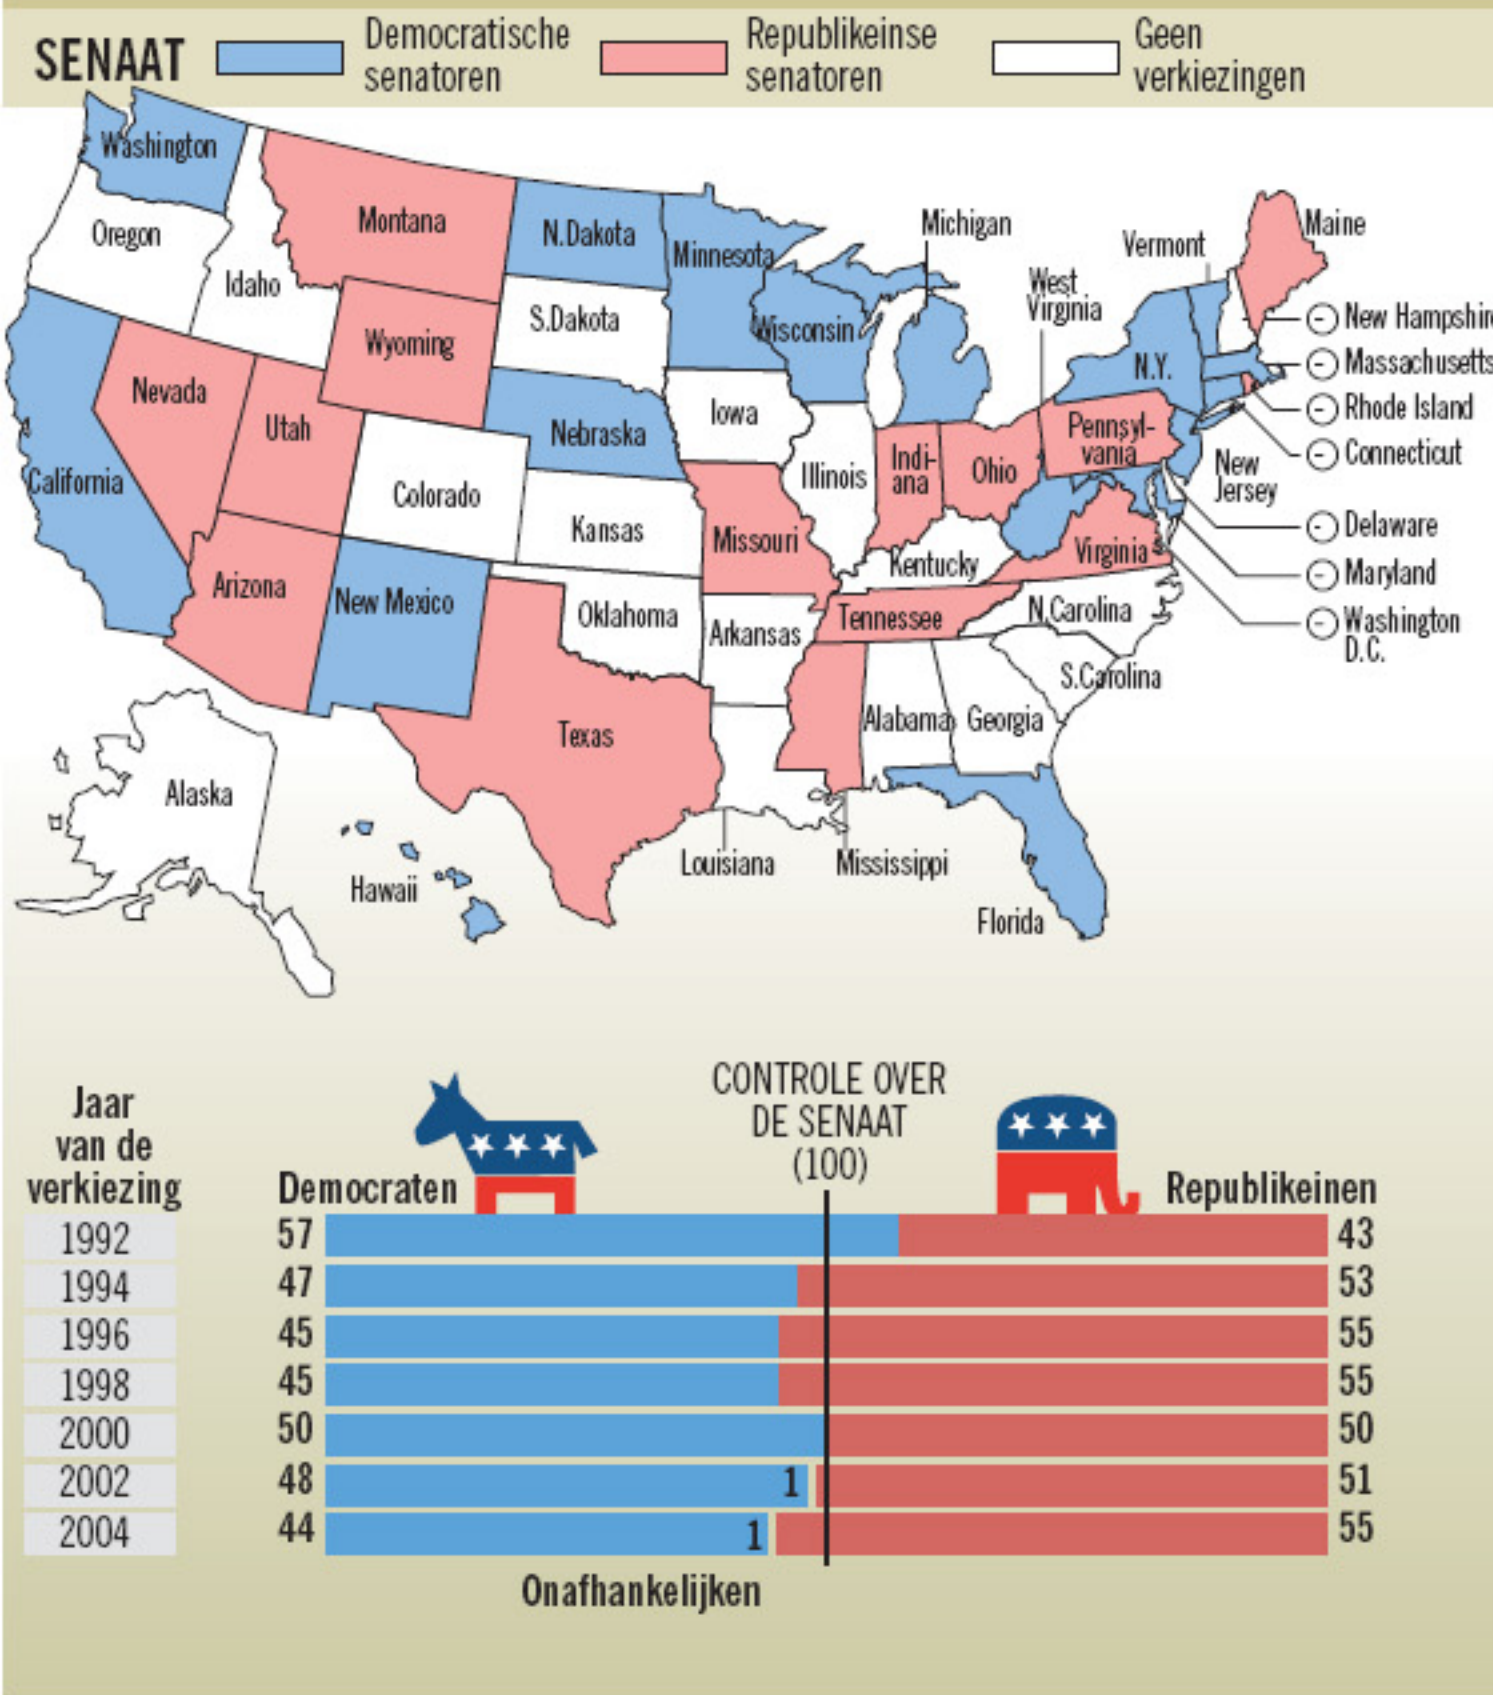 SENAAT
Democratische
senatoren
Republikeinse
senatoren
Geen
verkiezingen
Washington
Oregon
Idaho
Montana
Wyoming
N.Dakota
S.Dakota
Minnesota
Wisconsin
Michigan
Vermont
Maine
West
Virginia
N.Y.
New Hampshire
Massachusetts
Rhode Island
Connecticut
New
Jersey
Delaware
Maryland
Washington
D.C.
Nevada
Utah
California
Colorado
Nebraska
Iowa
Illinois
Indi-
ana
Ohio
Pennsyl-
vania
Kansas
Missouri
Kentucky
Virginia
Arizona
New Mexico
Oklahoma
Arkansas
Tennessee
N.Carolina
S.Carolina
Texas
Alabama
Georgia
Louisiana
Mississippi
Florida
Alaska
Hawaii
Jaar
van de
verkiezing
Democraten
CONTROLE OVER
DE SENAAT
(100)
Republikeinen
1992 57 43
1994 47 53
1996 45 55
1998 45 55
2000 50 50
2002 48 1 51
2004 44 1 55
Onafhankelijken